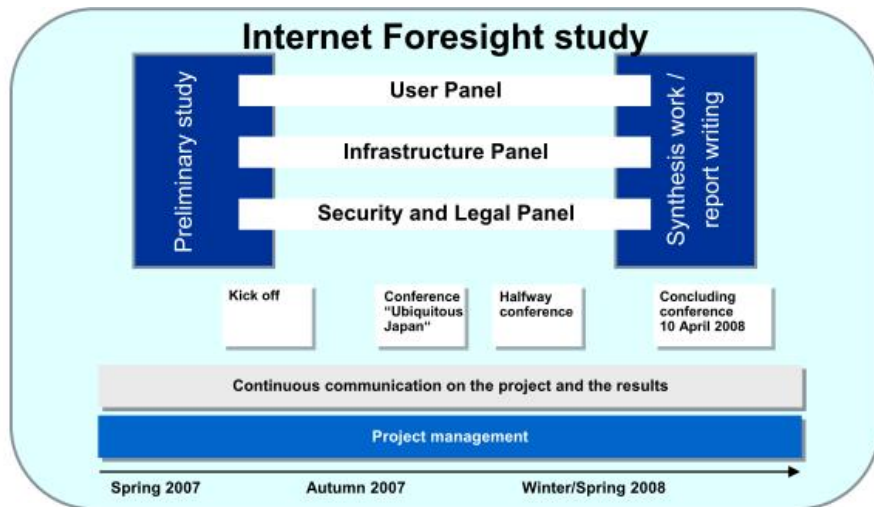 Internet Foresight study
Preliminary study
User Panel
Infrastructure Panel
Security and Legal Panel
Synthesis work /
report writing
Kick off
Conference
"Ubiquitous
Japan"
Halfway
conference
Concluding
conference
10 April 2008
Continuous communication on the project and the results
Project management
Spring 2007
Autumn 2007
Winter/Spring 2008